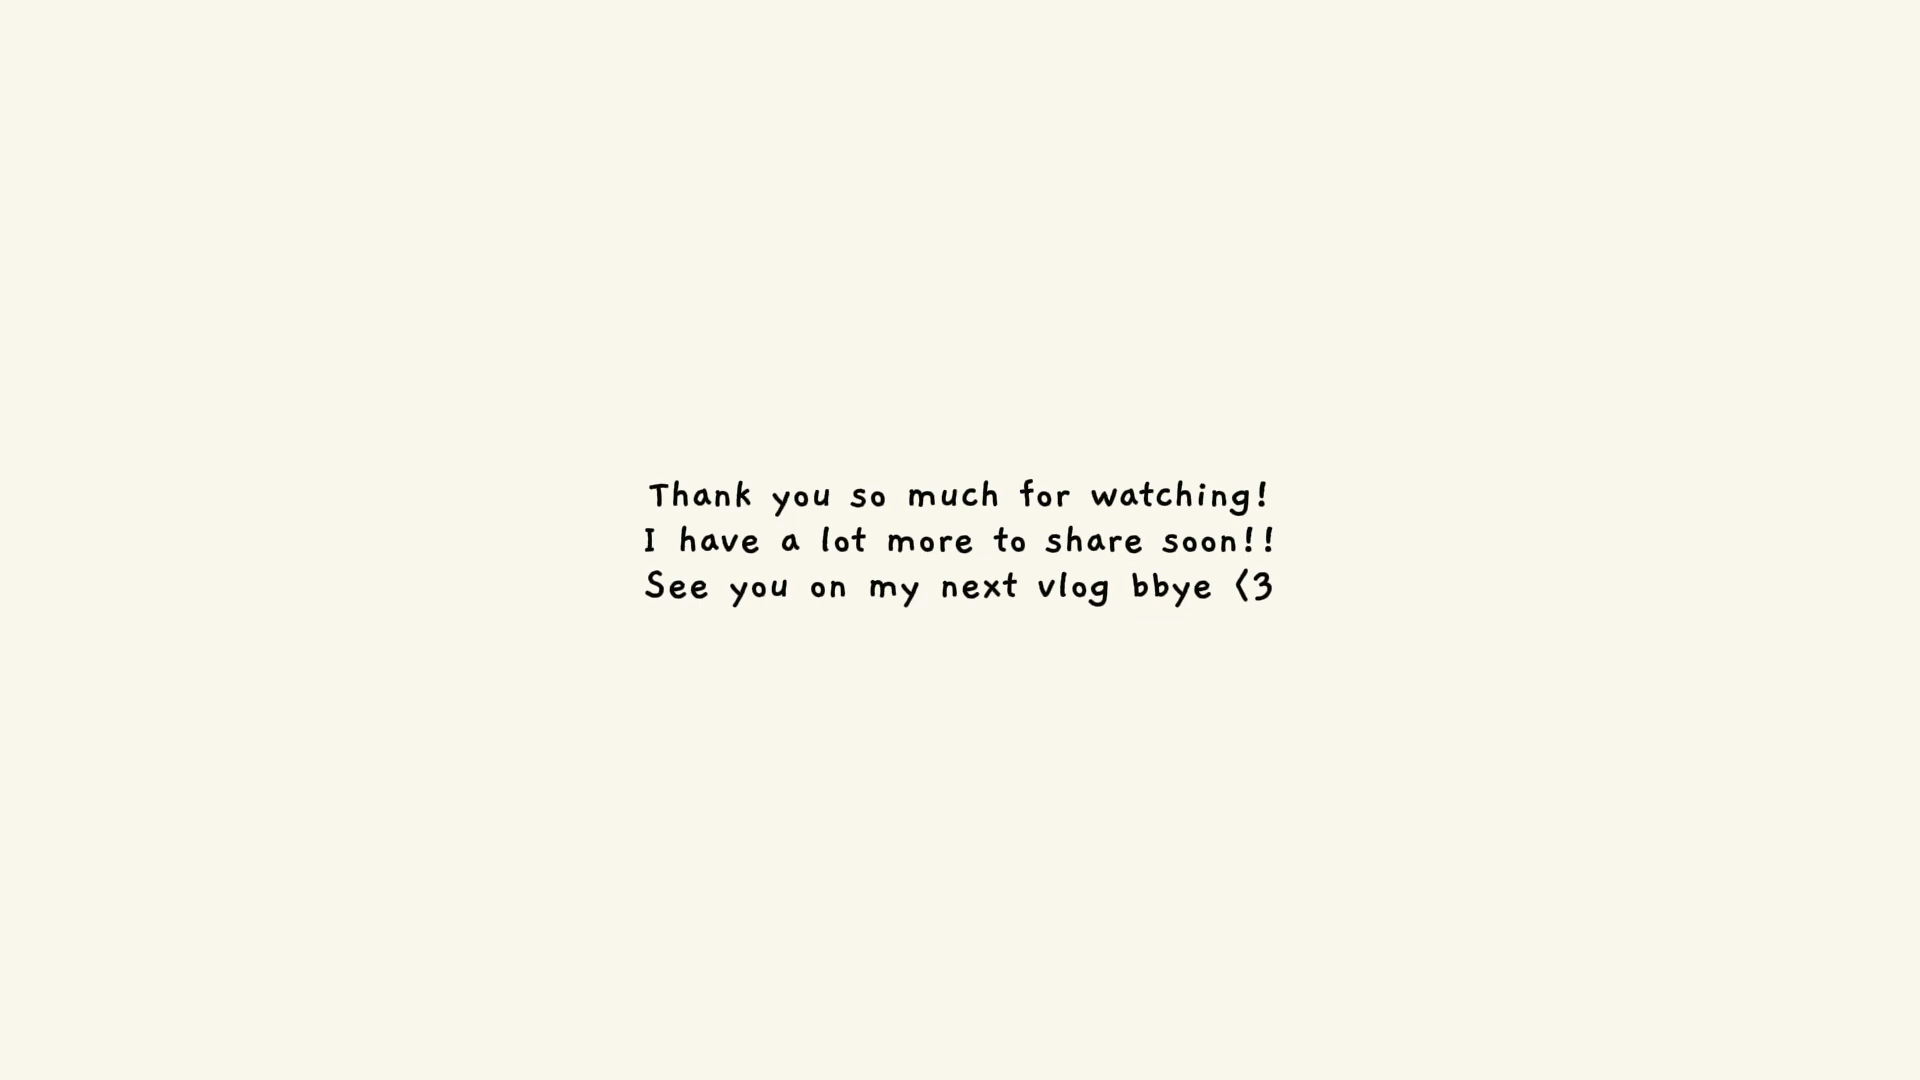 Thank you so much for watching!
I have a lot more to share soon!!
See you on my next vlog bbye <3